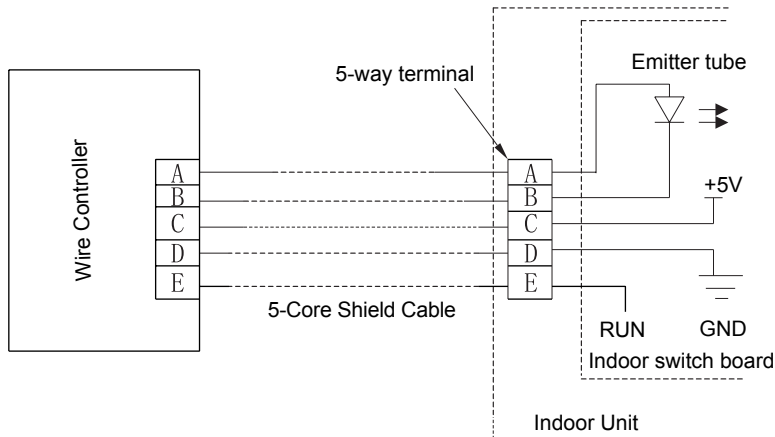 Emitter tube
5-way terminal
Wire Controller
A
B
C
D
E
A
B
C
D
E
+5V
5-Core Shield Cable
RUN
GND
Indoor switch board
Indoor Unit